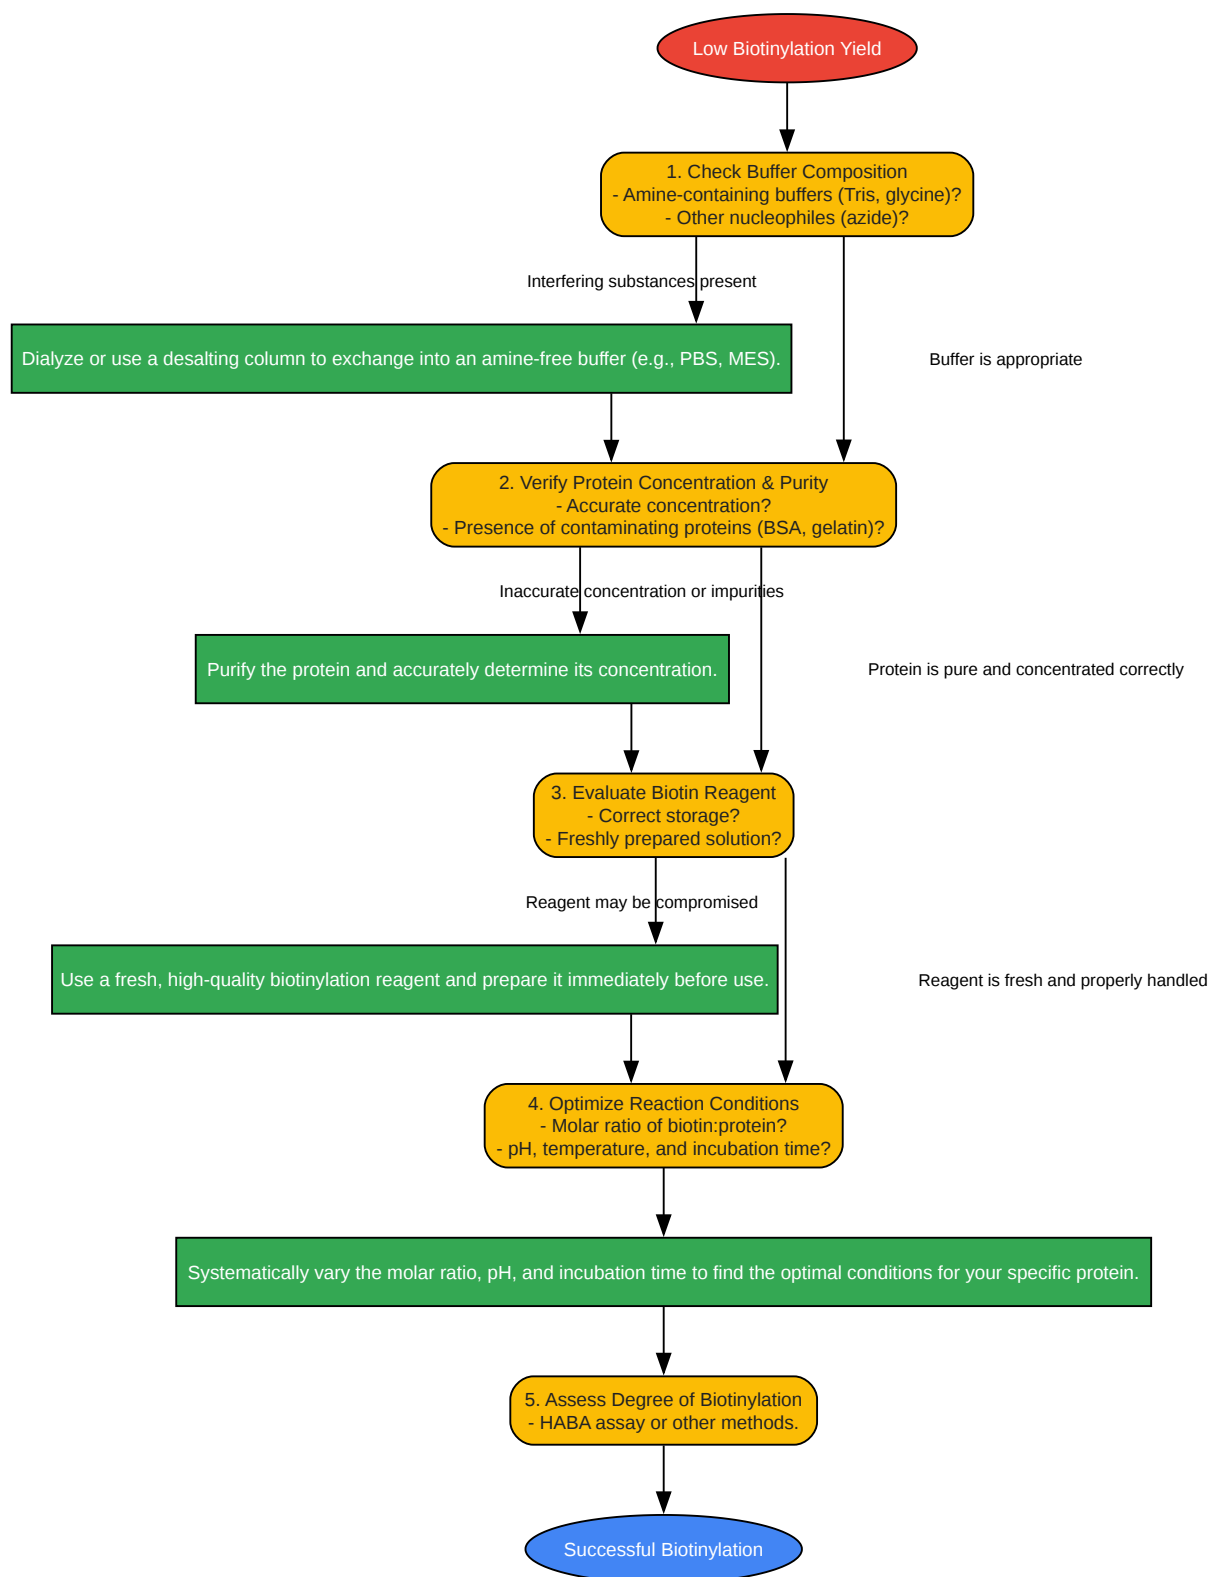 Low Biotinylation Yield
1. Check Buffer Composition
- Amine-containing buffers (Tris, glycine)?
- Other nucleophiles (azide)?
Interfering substances present
Dialyze or use a desalting column to exchange into an amine-free buffer (e.g., PBS, MES).
Buffer is appropriate
2. Verify Protein Concentration & Purity
- Accurate concentration?
- Presence of contaminating proteins (BSA, gelatin)?
Inaccurate concentration or impurities
Purify the protein and accurately determine its concentration.
Protein is pure and concentrated correctly
3. Evaluate Biotin Reagent
- Correct storage?
- Freshly prepared solution?
Reagent may be compromised
Use a fresh, high-quality biotinylation reagent and prepare it immediately before use.
Reagent is fresh and properly handled
4. Optimize Reaction Conditions
- Molar ratio of biotin:protein?
- pH, temperature, and incubation time?
Systematically vary the molar ratio, pH, and incubation time to find the optimal conditions for your specific protein.
5. Assess Degree of Biotinylation
- HABA assay or other methods.
Successful Biotinylation